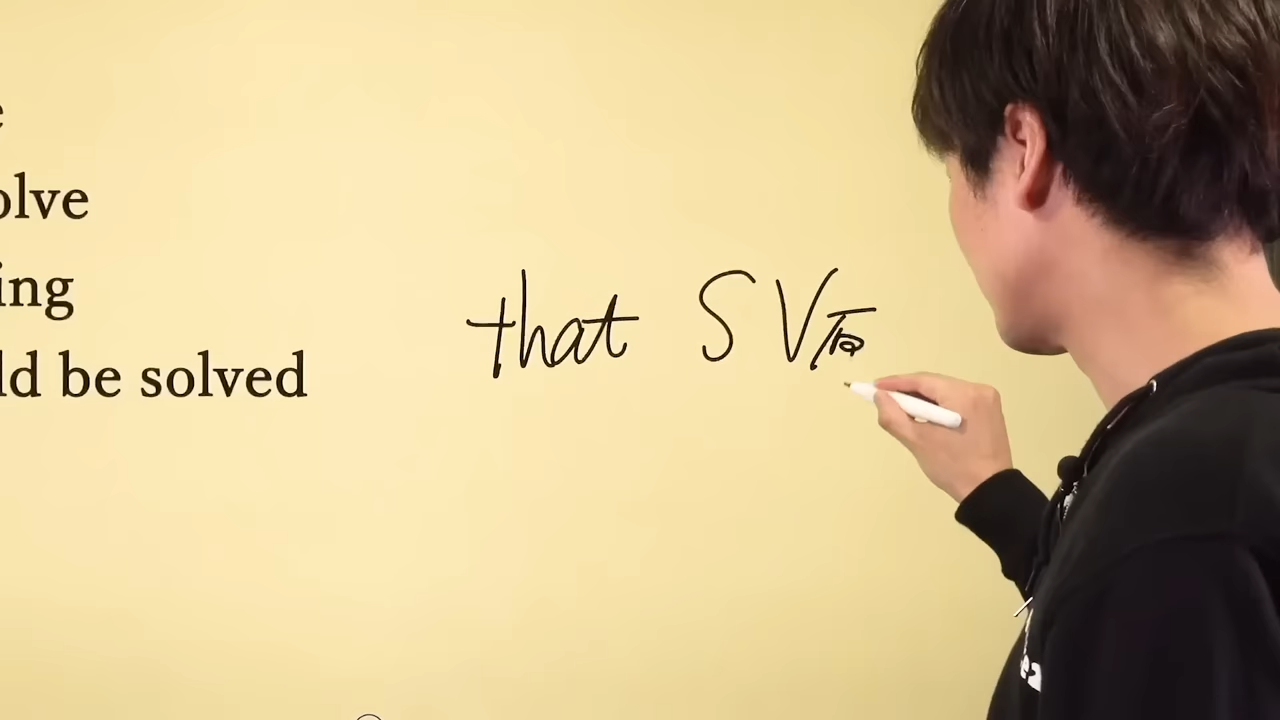 e
olve
ing
that S V原
ld be solved